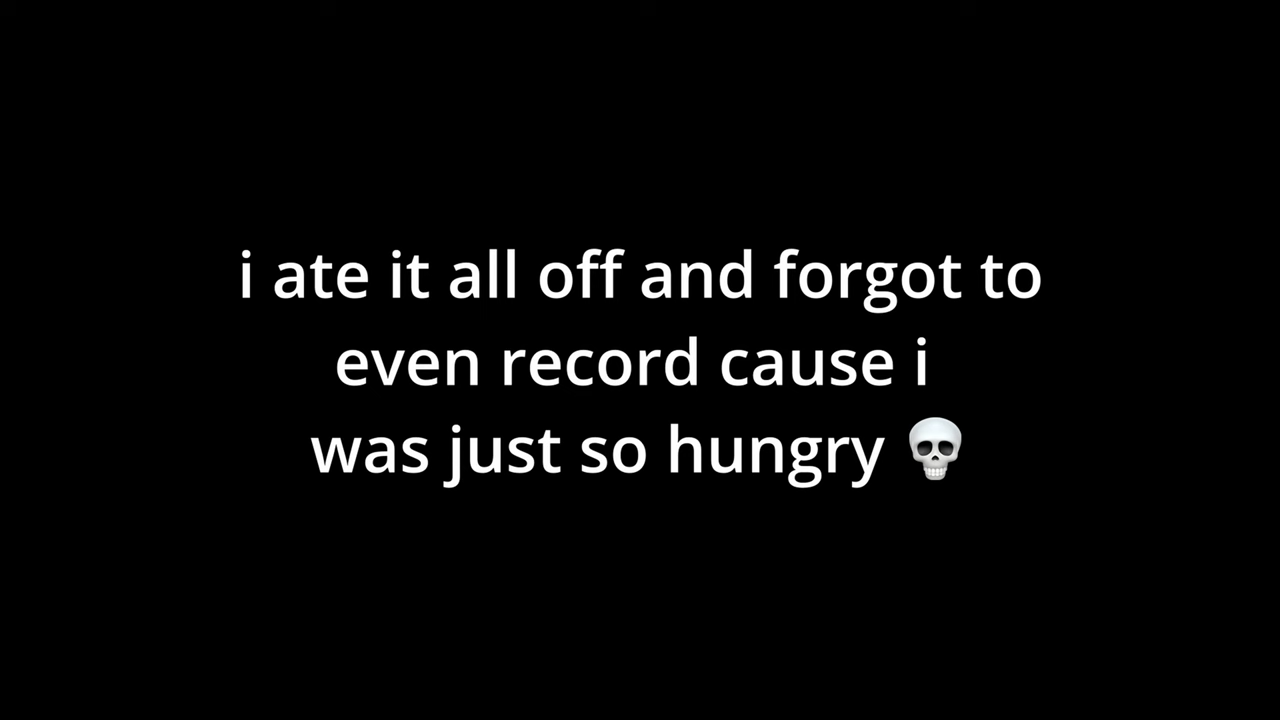 i ate it all off and forgot to
even record cause i
was just so hungry 💀